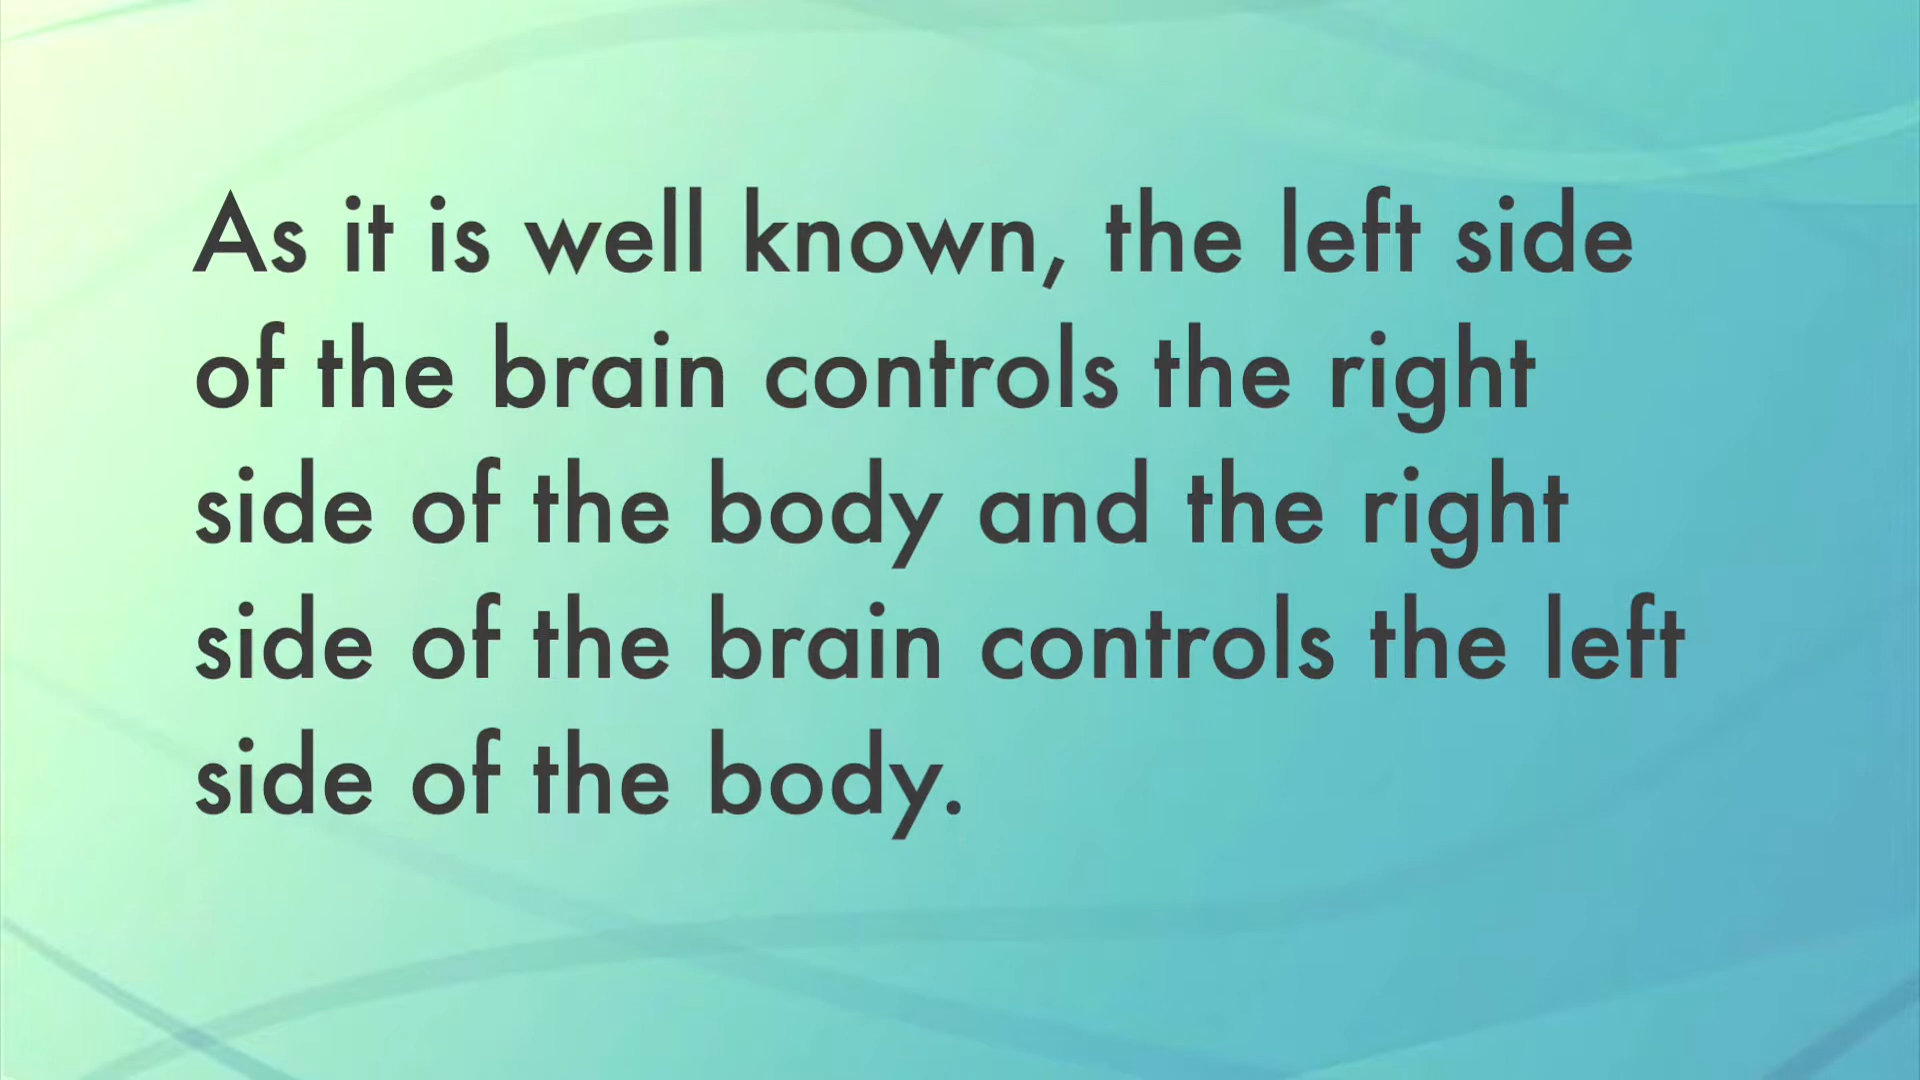 As it is well known, the left side
of the brain controls the right
side of the body and the right
side of the brain controls the left
side of the body.